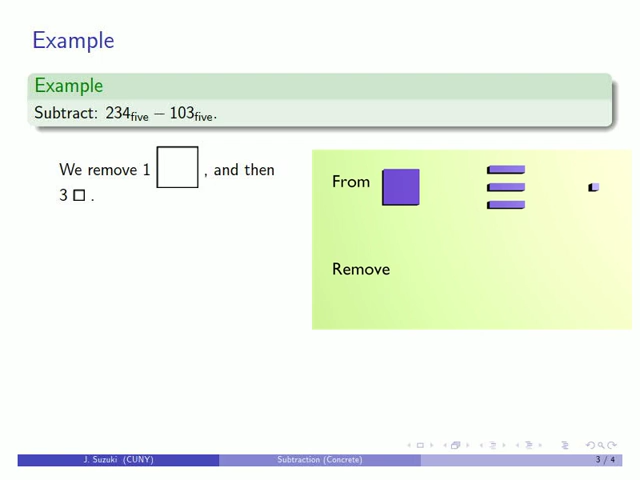 Example
Example
Subtract: 234five − 103five.
We remove 1 , and then
3 .
From
Remove
J. Suzuki (CUNY)
Subtraction (Concrete)
3 / 4